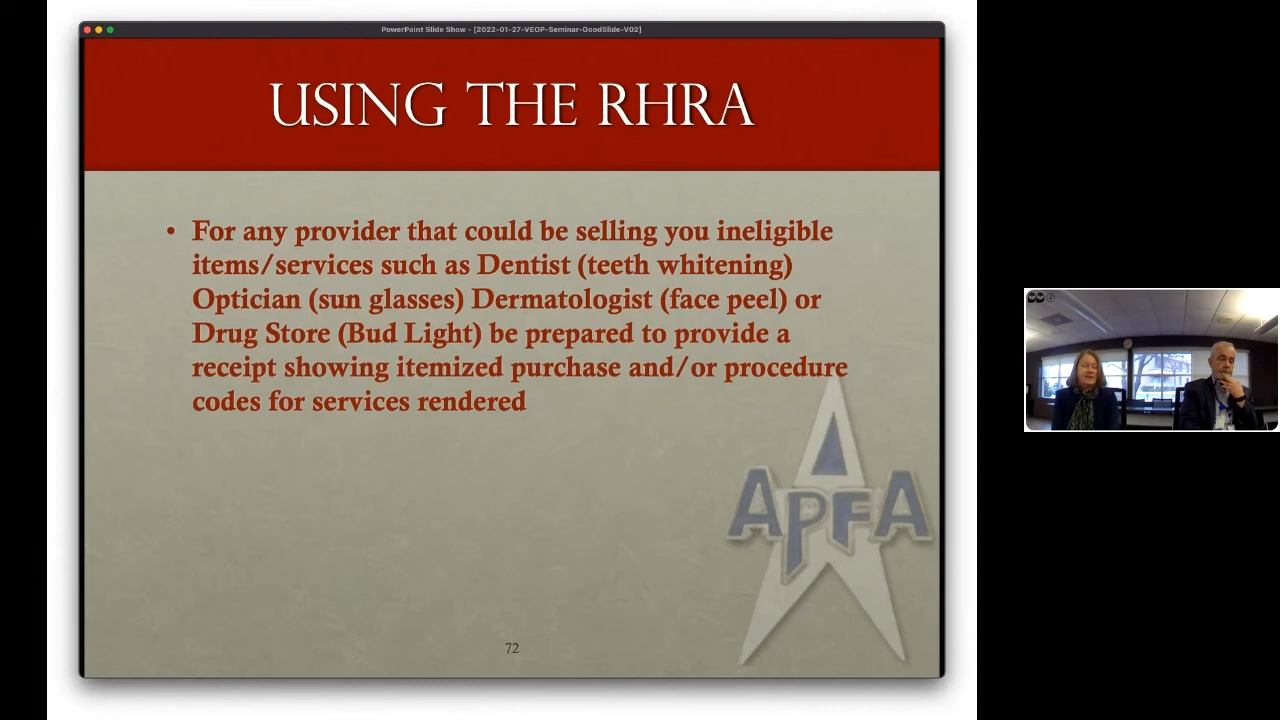 PowerPoint Slide Show - [2022-01-27-VEOP-Seminar-GoodSlide-V02]
USING THE RHRA
• For any provider that could be selling you ineligible
items/services such as Dentist (teeth whitening)
Optician (sun glasses) Dermatologist (face peel) or
Drug Store (Bud Light) be prepared to provide a
receipt showing itemized purchase and/or procedure
codes for services rendered
APFA
72